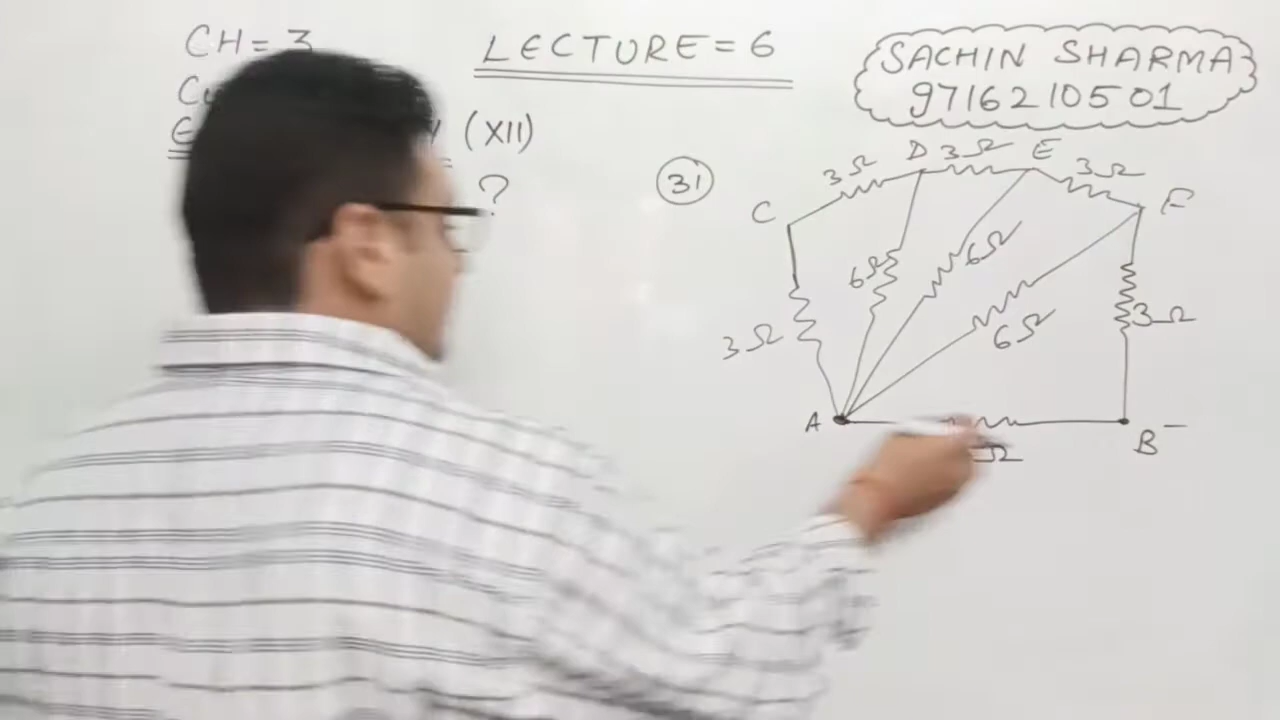 CH = 3
LECTURE = 6
SACHIN SHARMA
9716210501
(XII)
?
31
C
3Ω
D
3Ω
E
3Ω
F
6Ω
6Ω
6Ω
3Ω
3Ω
A
Ω
B